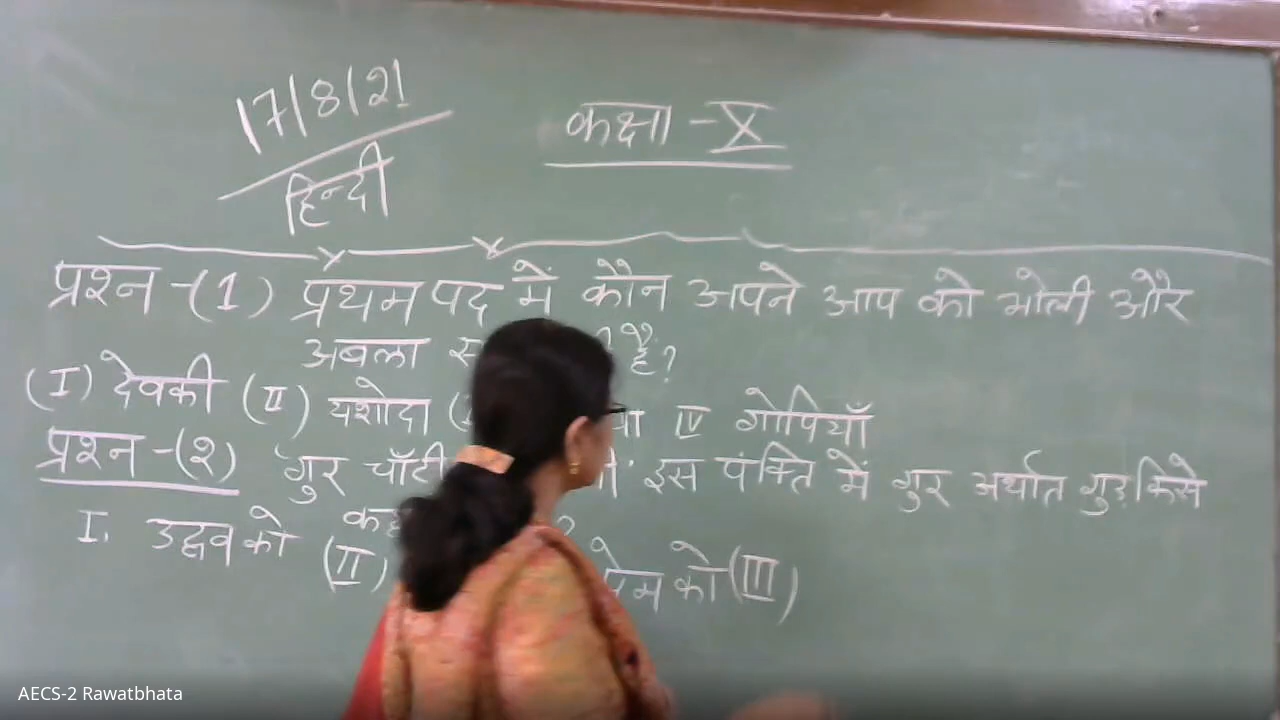 17/8/21
हिन्दी
कक्षा - X
प्रश्न -(1) प्रथम पद में कौन अपने आप को भोली और
अबला है?
(I) देवकी (II) यशोदा IV गोपियाँ
प्रश्न -(२) 'गुर चाँटी इस पंक्ति में गुर अर्थात गुड़ किसे
?
I. उद्धव को (II) प्रेम को (III)
AECS-2 Rawatbhata